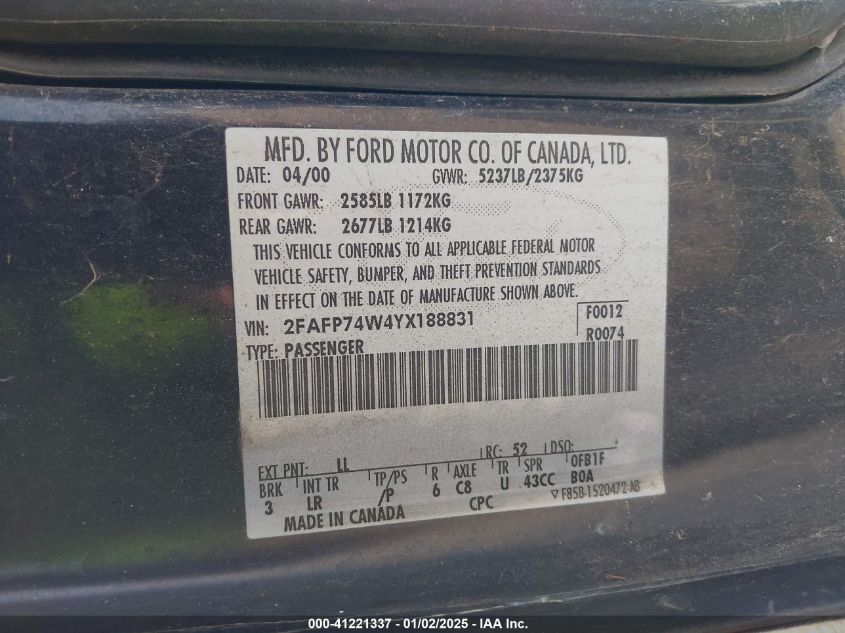 MFD. BY FORD MOTOR CO. OF CANADA, LTD.
DATE: 04/00 GVWR: 5237LB/2375KG
FRONT GAWR: 2585LB 1172KG
REAR GAWR: 2677LB 1214KG
THIS VEHICLE CONFORMS TO ALL APPLICABLE FEDERAL MOTOR
VEHICLE SAFETY, BUMPER, AND THEFT PREVENTION STANDARDS
IN EFFECT ON THE DATE OF MANUFACTURE SHOWN ABOVE.
VIN: 2FAFP74W4YX188831 F0012
TYPE: PASSENGER R0074
EXT PNT: LL RC: 52 DSO:
BRK INT TR TP/PS R AXLE TR SPR 0FB1F
3 LR /P 6 C8 U .43CC B0A
MADE IN CANADA CPC ▽ F85B-1520472-AB
000-41221337 - 01/02/2025 - IAA Inc.